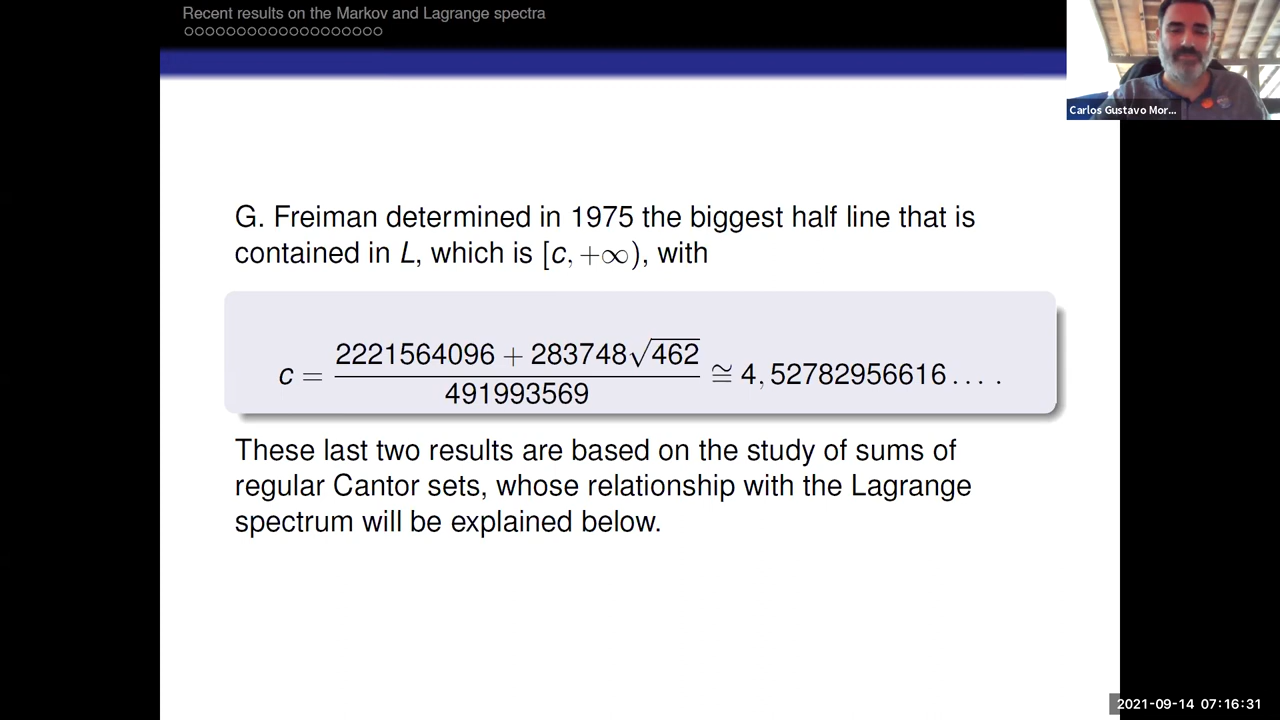 Recent results on the Markov and Lagrange spectra
Carlos Gustavo Mor...
G. Freiman determined in 1975 the biggest half line that is
contained in L, which is [c, +∞), with
c = (2221564096 + 283748√462) / 491993569 ≅ 4, 52782956616 . . . .
These last two results are based on the study of sums of
regular Cantor sets, whose relationship with the Lagrange
spectrum will be explained below.
2021-09-14 07:16:31